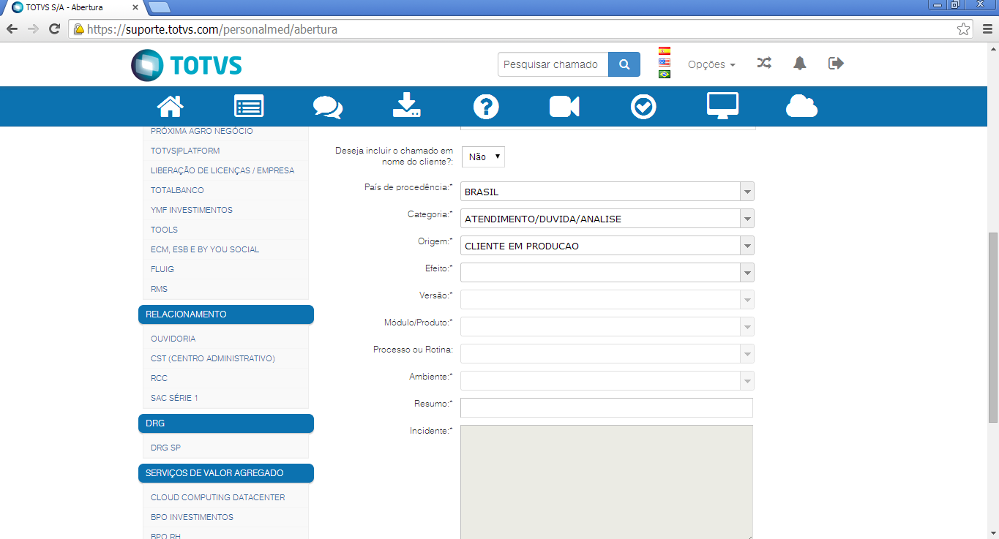 TOTVS S/A - Abertura
https://suporte.totvs.com/personalmed/abertura
TOTVS
Pesquisar chamado
Opções
PRÓXIMA AGRO NEGÓCIO
TOTVS|PLATFORM
LIBERAÇÃO DE LICENÇAS / EMPRESA
TOTALBANCO
YMF INVESTIMENTOS
TOOLS
ECM, ESB E BY YOU SOCIAL
FLUIG
RMS
RELACIONAMENTO
OUVIDORIA
CST (CENTRO ADMINISTRATIVO)
RCC
SAC SÉRIE 1
DRG
DRG SP
SERVIÇOS DE VALOR AGREGADO
CLOUD COMPUTING DATACENTER
BPO INVESTIMENTOS
BPO RH
Deseja incluir o chamado em
nome do cliente?:
Não
País de procedência:*
BRASIL
Categoria:*
ATENDIMENTO/DUVIDA/ANALISE
Origem:*
CLIENTE EM PRODUCAO
Efeito:*
Versão:*
Módulo/Produto:*
Processo ou Rotina:
Ambiente:*
Resumo:*
Incidente:*